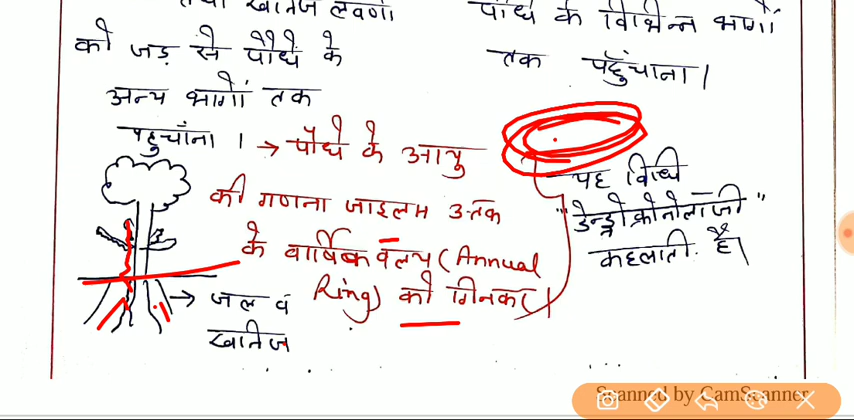 तथा खनिज लवणों
को जड़ से पौधे के
अन्य भागों तक
पहुचाँना। → पौधे के आयु
की गणना जाइलम उतक
के वार्षिक वलय (Annual
Ring) को गिनकर।
→ जल व
खनिज
पौधे के विभिन्न भागों
तक पहुँचाना।
यह विधि
"डेन्ड्रोक्रोनोलॉजी"
कहलाती है।
Scanned by CamScanner